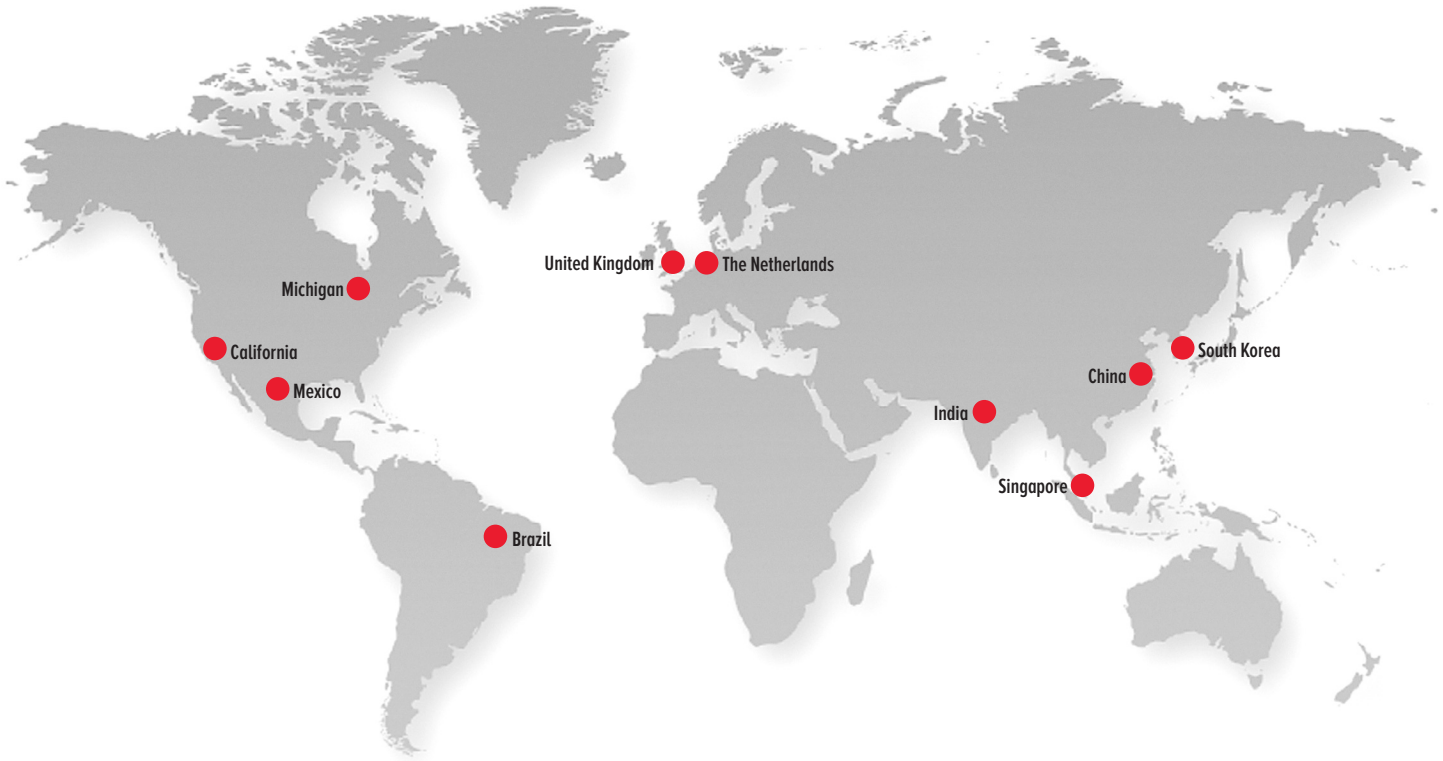 United Kingdom
The Netherlands
Michigan
California
South Korea
China
Mexico
India
Singapore
Brazil